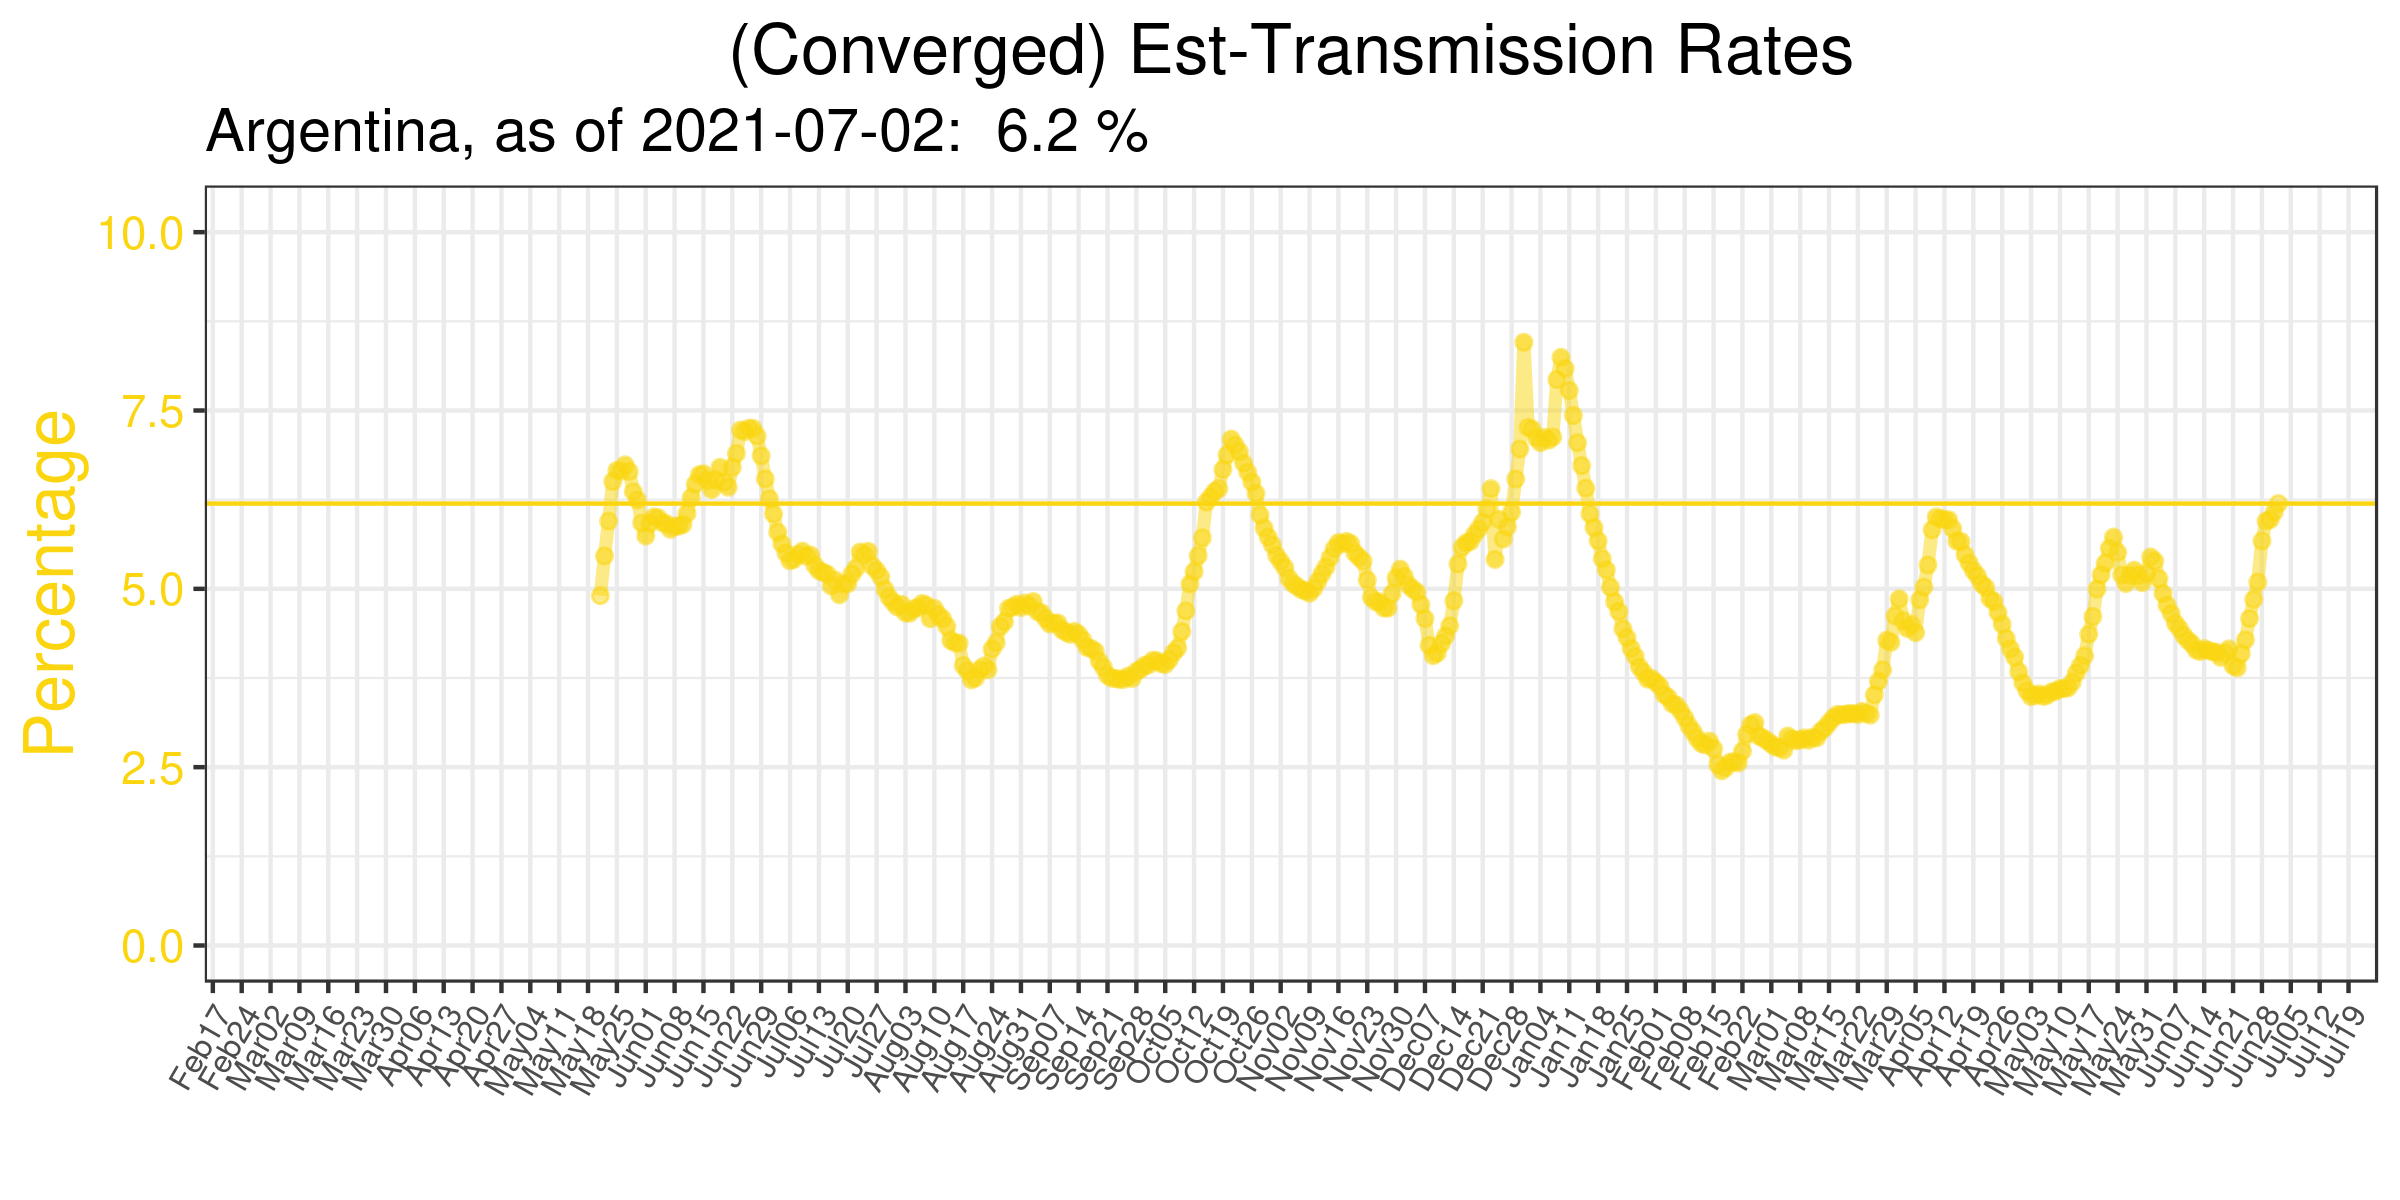 (Converged) Est-Transmission Rates
Argentina, as of 2021-07-02:  6.2 %
Percentage
10.0
7.5
5.0
2.5
0.0
Feb17
Feb24
Mar02
Mar09
Mar16
Mar23
Mar30
Apr06
Apr13
Apr20
Apr27
May04
May11
May18
May25
Jun01
Jun08
Jun15
Jun22
Jun29
Jul06
Jul13
Jul20
Jul27
Aug03
Aug10
Aug17
Aug24
Aug31
Sep07
Sep14
Sep21
Sep28
Oct05
Oct12
Oct19
Oct26
Nov02
Nov09
Nov16
Nov23
Nov30
Dec07
Dec14
Dec21
Dec28
Jan04
Jan11
Jan18
Jan25
Feb01
Feb08
Feb15
Feb22
Mar01
Mar08
Mar15
Mar22
Mar29
Apr05
Apr12
Apr19
Apr26
May03
May10
May17
May24
May31
Jun07
Jun14
Jun21
Jun28
Jul05
Jul12
Jul19